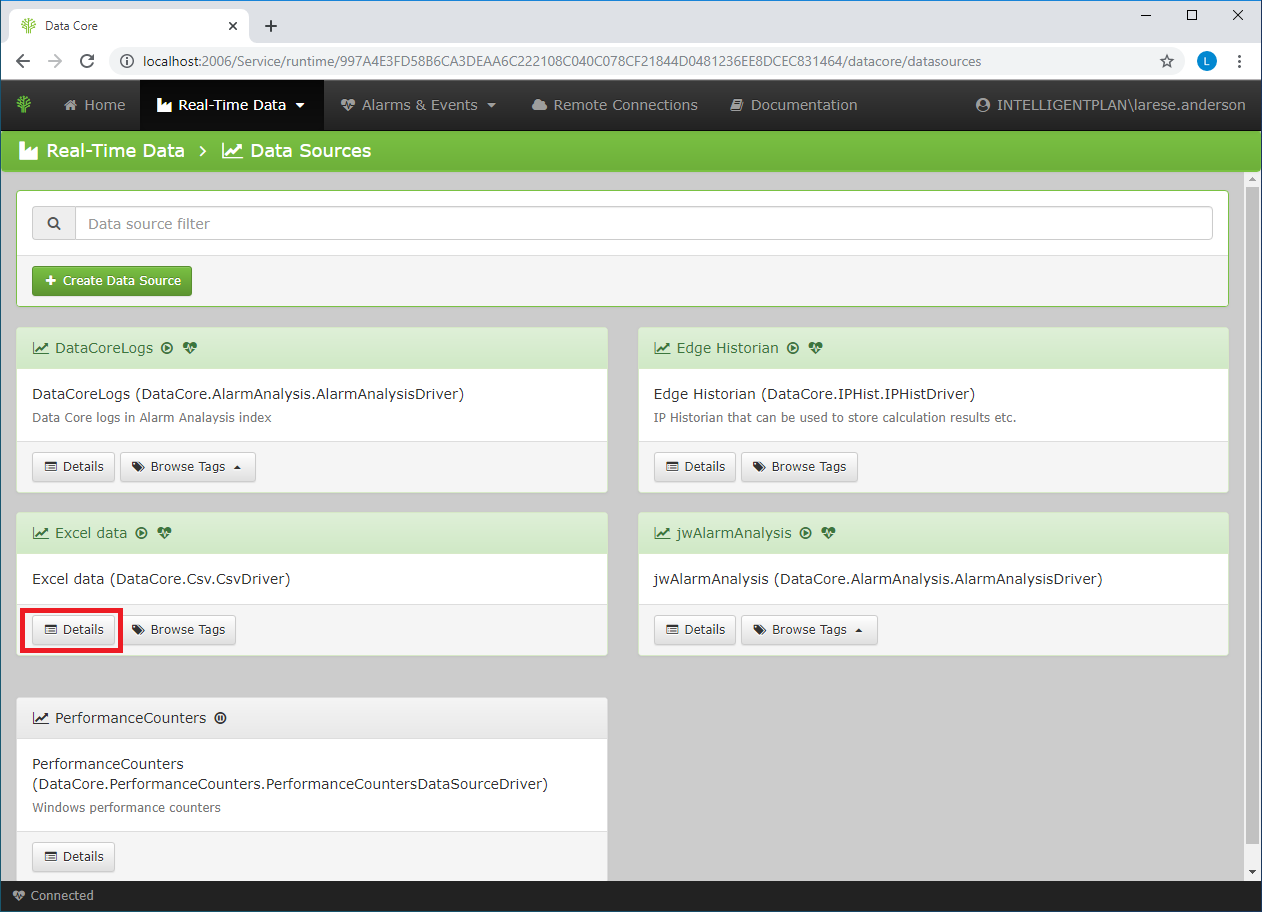 Data Core
localhost:2006/Service/runtime/997A4E3FD58B6CA3DEAA6C222108C040C078CF21844D0481236EE8DCEC831464/datacore/datasources
L
Home
Real-Time Data
Alarms & Events
Remote Connections
Documentation
INTELLIGENTPLAN\larese.anderson
Real-Time Data
Data Sources
Data source filter
Create Data Source
DataCoreLogs
DataCoreLogs (DataCore.AlarmAnalysis.AlarmAnalysisDriver)
Data Core logs in Alarm Analaysis index
Details
Browse Tags
Edge Historian
Edge Historian (DataCore.IPHist.IPHistDriver)
IP Historian that can be used to store calculation results etc.
Details
Browse Tags
Excel data
Excel data (DataCore.Csv.CsvDriver)
Details
Browse Tags
jwAlarmAnalysis
jwAlarmAnalysis (DataCore.AlarmAnalysis.AlarmAnalysisDriver)
Details
Browse Tags
PerformanceCounters
PerformanceCounters
(DataCore.PerformanceCounters.PerformanceCountersDataSourceDriver)
Windows performance counters
Details
Connected